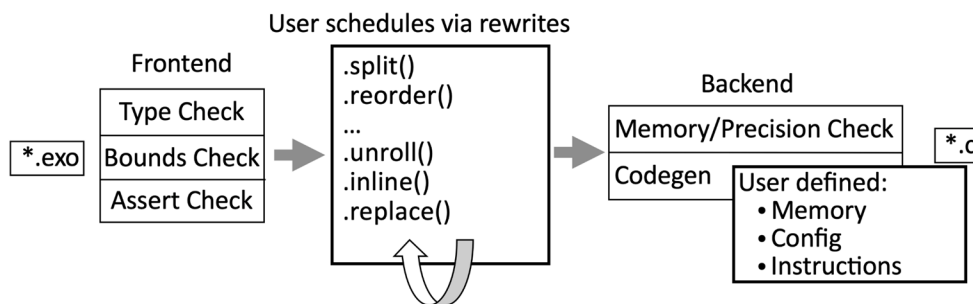 User schedules via rewrites
Frontend
Type Check
Bounds Check
Assert Check
*.exo
.split()
.reorder()
...
.unroll()
.inline()
.replace()
Backend
Memory/Precision Check
Codegen
User defined:
• Memory
• Config
• Instructions
*.c